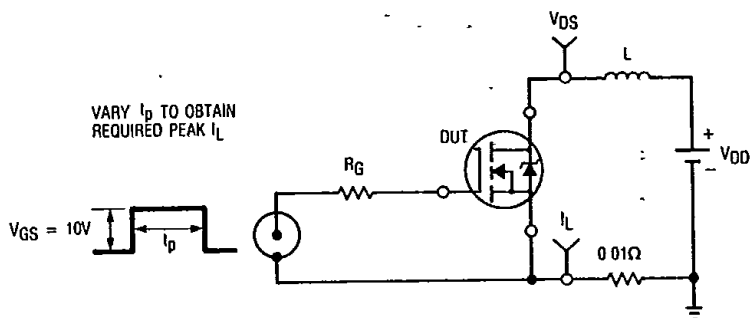 VDS
L
VARY tp TO OBTAIN
REQUIRED PEAK IL
DUT
+
VDD
−
RG
VGS = 10V
tp
IL
0 01Ω